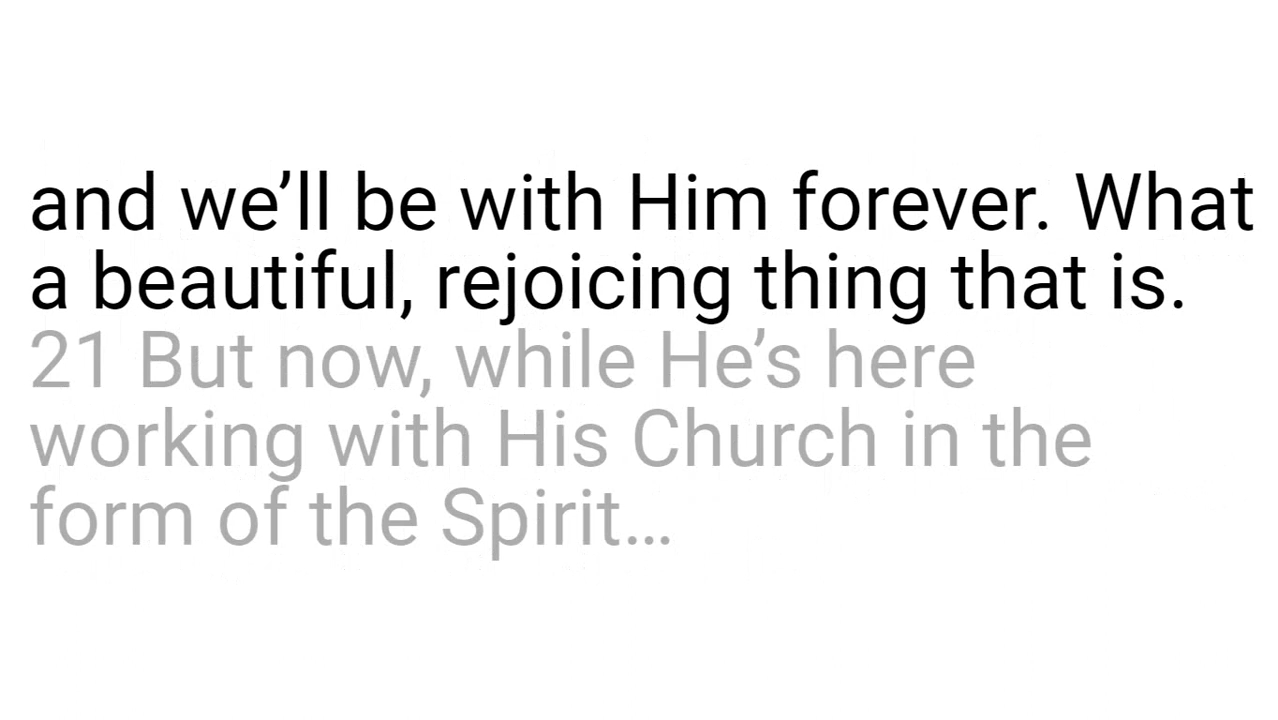 and we’ll be with Him forever. What
a beautiful, rejoicing thing that is.
21 But now, while He’s here
working with His Church in the
form of the Spirit…